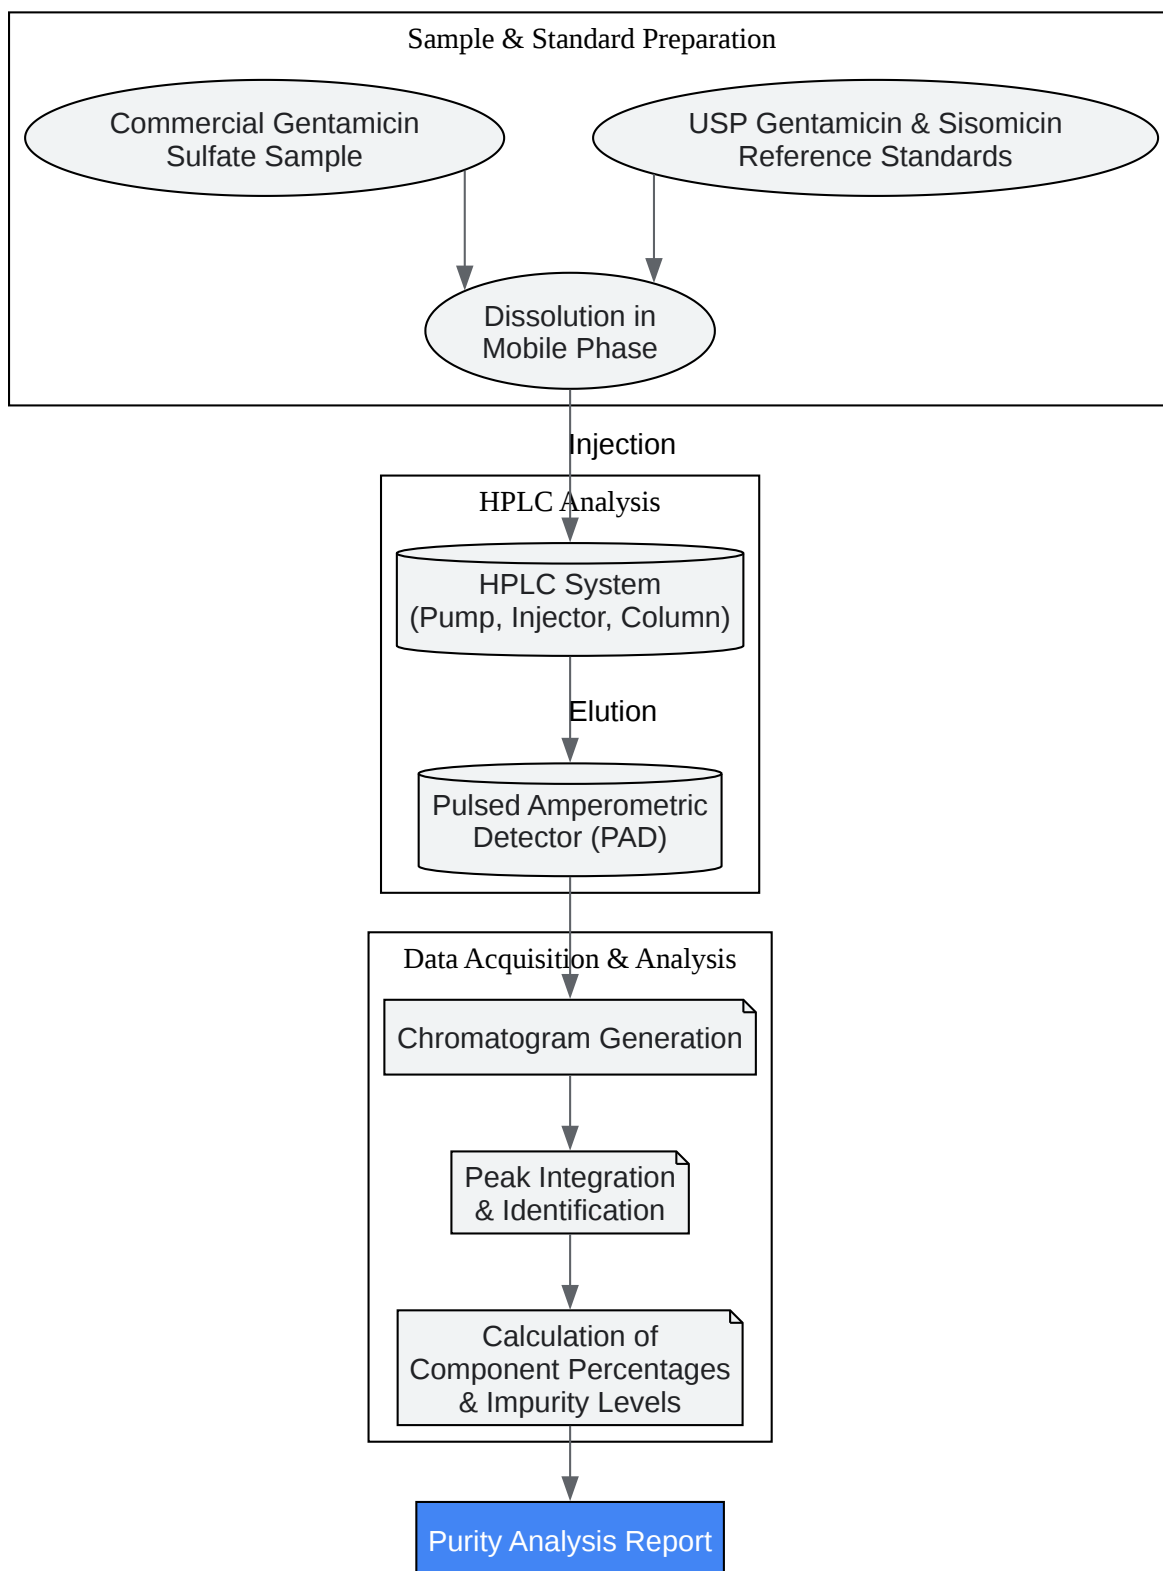 Sample & Standard Preparation
Commercial Gentamicin
Sulfate Sample
USP Gentamicin & Sisomicin
Reference Standards
Dissolution in
Mobile Phase
Injection
HPLC Analysis
HPLC System
(Pump, Injector, Column)
Elution
Pulsed Amperometric
Detector (PAD)
Data Acquisition & Analysis
Chromatogram Generation
Peak Integration
& Identification
Calculation of
Component Percentages
& Impurity Levels
Purity Analysis Report